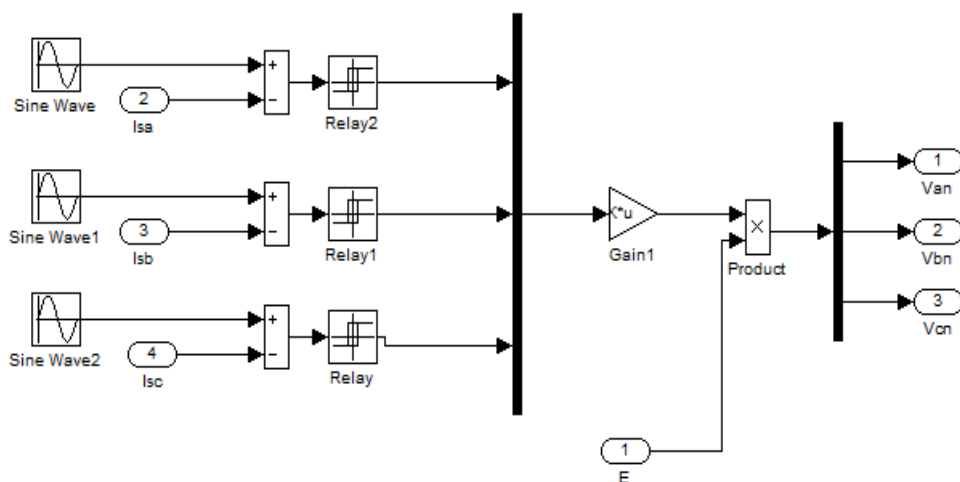 +
−
Sine Wave
2
Isa
Relay2
+
−
Sine Wave1
3
Isb
Relay1
+
−
Sine Wave2
4
Isc
Relay
K*u
Gain1
×
Product
1
E
1
Van
2
Vbn
3
Vcn